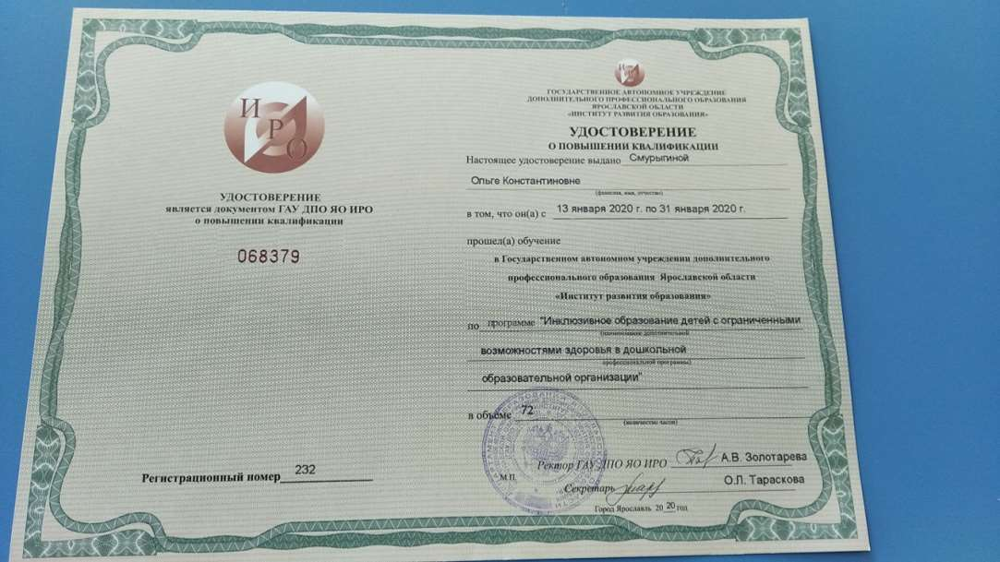 И Р О
УДОСТОВЕРЕНИЕ
является документом ГАУ ДПО ЯО ИРО
о повышении квалификации
068379
Регистрационный номер 232
И Р О
ГОСУДАРСТВЕННОЕ АВТОНОМНОЕ УЧРЕЖДЕНИЕ
ДОПОЛНИТЕЛЬНОГО ПРОФЕССИОНАЛЬНОГО ОБРАЗОВАНИЯ
ЯРОСЛАВСКОЙ ОБЛАСТИ
«ИНСТИТУТ РАЗВИТИЯ ОБРАЗОВАНИЯ»
УДОСТОВЕРЕНИЕ
О ПОВЫШЕНИИ КВАЛИФИКАЦИИ
Настоящее удостоверение выдано Смурыгиной
Ольге Константиновне
(фамилия, имя, отчество)
в том, что он(а) с 13 января 2020 г. по 31 января 2020 г.
прошел(а) обучение
в Государственном автономном учреждении дополнительного
профессионального образования Ярославской области
«Институт развития образования»
по программе "Инклюзивное образование детей с ограниченными
(наименование дополнительной
возможностями здоровья в дошкольной
профессиональной программы)
образовательной организации"
в объеме 72
(количество часов)
Ректор ГАУ ДПО ЯО ИРО А.В. Золотарева
М.П.
Секретарь О.Л. Тараскова
Город Ярославль 2020 год